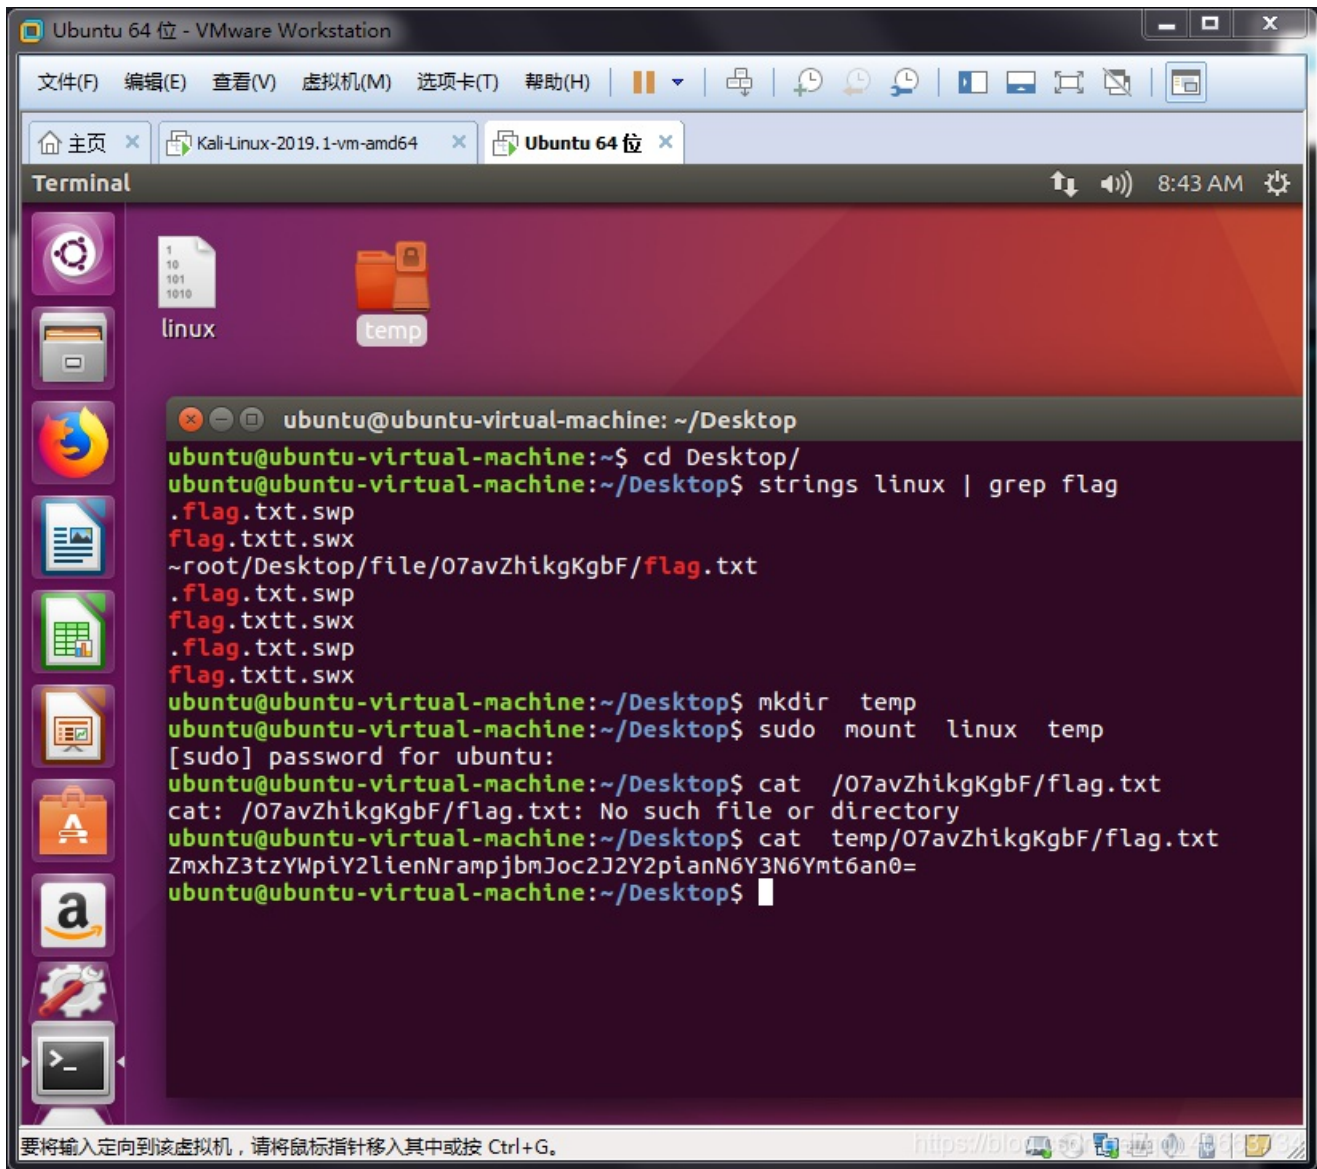 Ubuntu 64 位 - VMware Workstation
文件(F) 编辑(E) 查看(V) 虚拟机(M) 选项卡(T) 帮助(H)
主页 Kali-Linux-2019.1-vm-amd64 Ubuntu 64 位
Terminal 8:43 AM
1
10
101
1010
linux temp
ubuntu@ubuntu-virtual-machine: ~/Desktop
ubuntu@ubuntu-virtual-machine:~$ cd Desktop/
ubuntu@ubuntu-virtual-machine:~/Desktop$ strings linux | grep flag
.flag.txt.swp
flag.txtt.swx
~root/Desktop/file/O7avZhikgKgbF/flag.txt
.flag.txt.swp
flag.txtt.swx
.flag.txt.swp
flag.txtt.swx
ubuntu@ubuntu-virtual-machine:~/Desktop$ mkdir  temp
ubuntu@ubuntu-virtual-machine:~/Desktop$ sudo  mount  linux  temp
[sudo] password for ubuntu:
ubuntu@ubuntu-virtual-machine:~/Desktop$ cat  /O7avZhikgKgbF/flag.txt
cat: /O7avZhikgKgbF/flag.txt: No such file or directory
ubuntu@ubuntu-virtual-machine:~/Desktop$ cat  temp/O7avZhikgKgbF/flag.txt
ZmxhZ3tzYWpiY2lienNrampjbmJoc2J2Y2pianN6Y3N6Ymt6an0=
ubuntu@ubuntu-virtual-machine:~/Desktop$
要将输入定向到该虚拟机，请将鼠标指针移入其中或按 Ctrl+G。